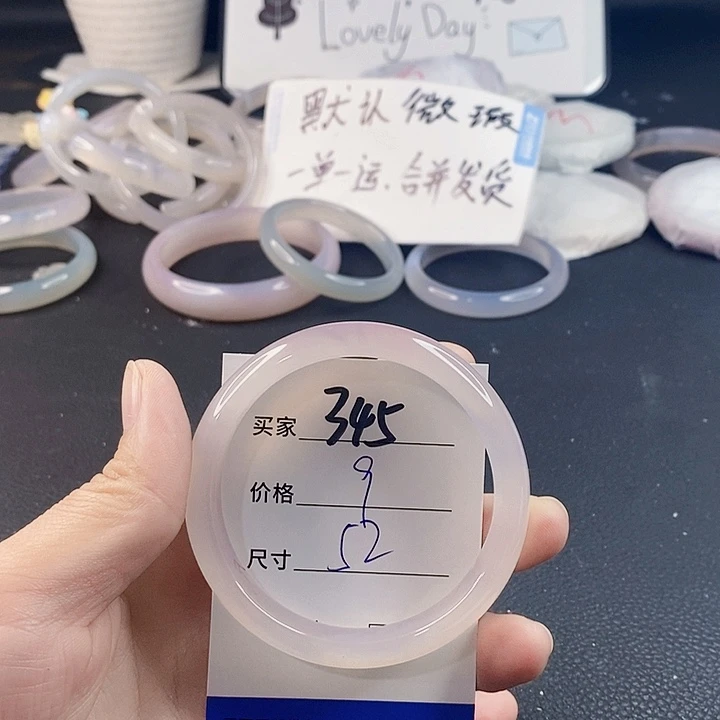 Lovely Day
默认微瑕
一单一运.合并发货
买家 345
价格 9
尺寸 52